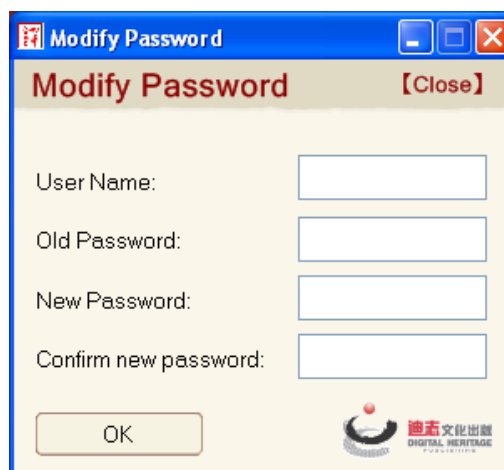 Modify Password
Modify Password
【Close】
User Name:
Old Password:
New Password:
Confirm new password:
OK
迪志文化出版
DIGITAL HERITAGE
PUBLISHING